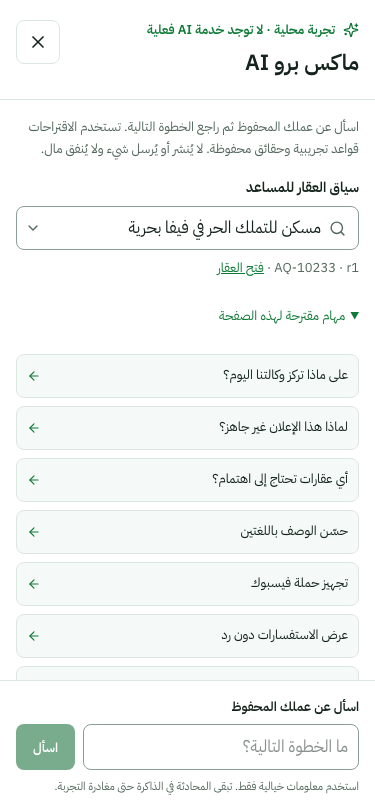 تجربة محلية · لا توجد خدمة AI فعلية
ماكس برو AI
اسأل عن عملك المحفوظ ثم راجع الخطوة التالية. تستخدم الاقتراحات
قواعد تجريبية وحقائق محفوظة. لا يُنشر أو يُرسل شيء ولا يُنفق مال.
سياق العقار للمساعد
مسكن للتملك الحر في فيفا بحرية
AQ-10233 · r1 · فتح العقار
مهام مقترحة لهذه الصفحة
على ماذا تركز وكالتنا اليوم؟
لماذا هذا الإعلان غير جاهز؟
أي عقارات تحتاج إلى اهتمام؟
حسّن الوصف باللغتين
تجهيز حملة فيسبوك
عرض الاستفسارات دون رد
اسأل عن عملك المحفوظ
ما الخطوة التالية؟
اسأل
استخدم معلومات خيالية فقط. تبقى المحادثة في الذاكرة حتى مغادرة التجربة.